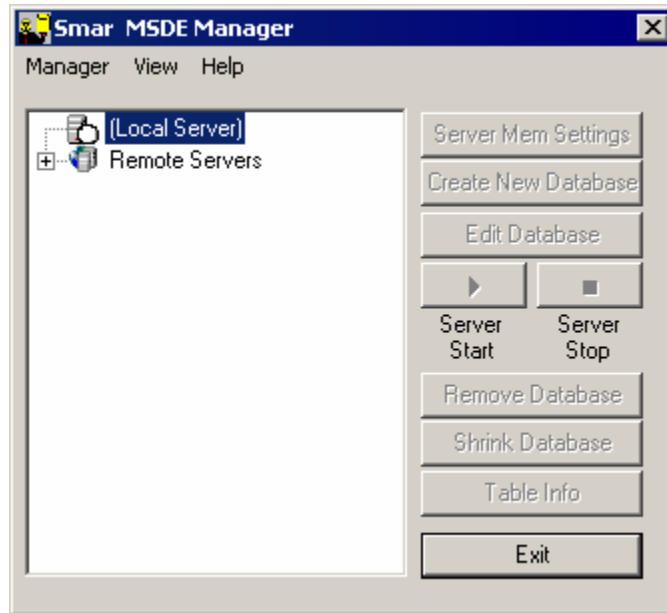 Smar MSDE Manager
Manager View Help
(Local Server)
Remote Servers
Server Mem Settings
Create New Database
Edit Database
Server Start
Server Stop
Remove Database
Shrink Database
Table Info
Exit